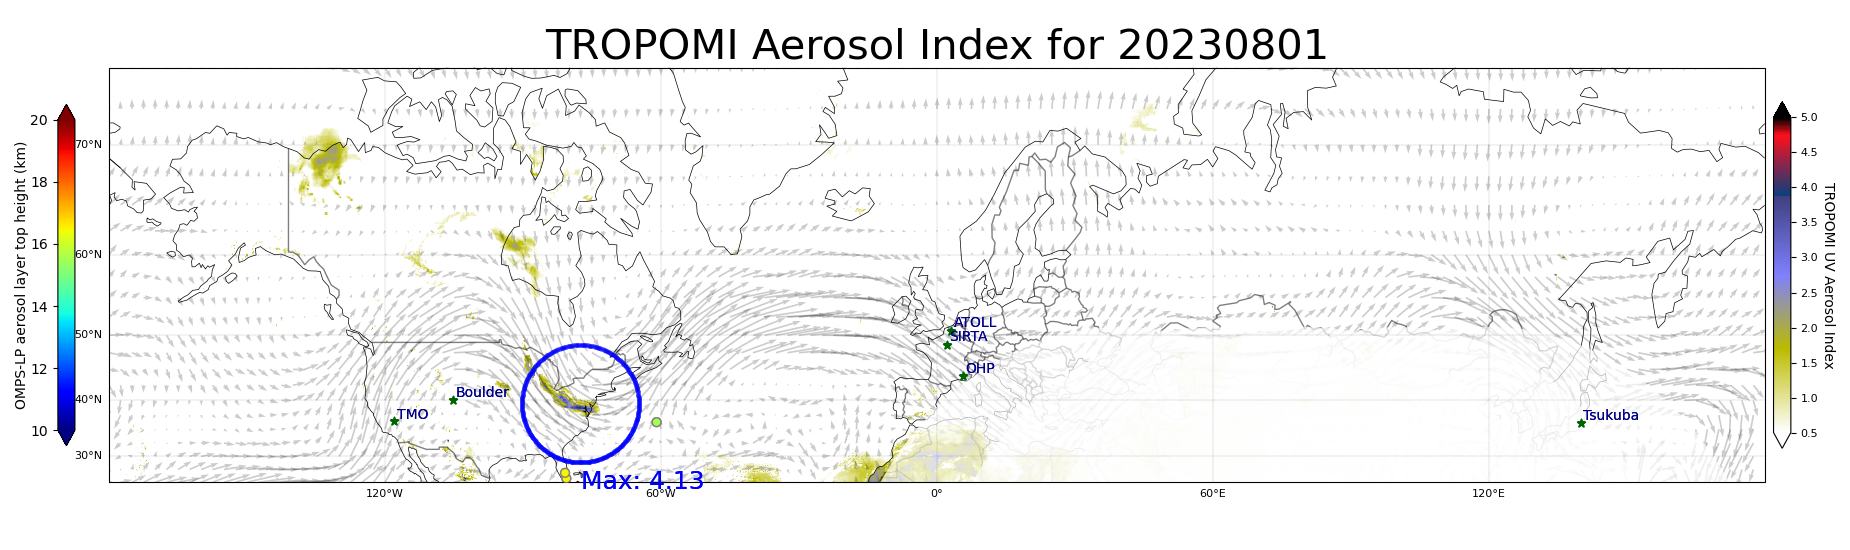 TROPOMI Aerosol Index for 20230801
OMPS-LP aerosol layer top height (km)
20
18
16
14
12
10
70°N
60°N
50°N
40°N
30°N
120°W
60°W
0°
60°E
120°E
ATOLL
SIRTA
OHP
Boulder
TMO
Tsukuba
Max: 4.13
5.0
4.5
4.0
3.5
3.0
2.5
2.0
1.5
1.0
0.5
TROPOMI UV Aerosol Index